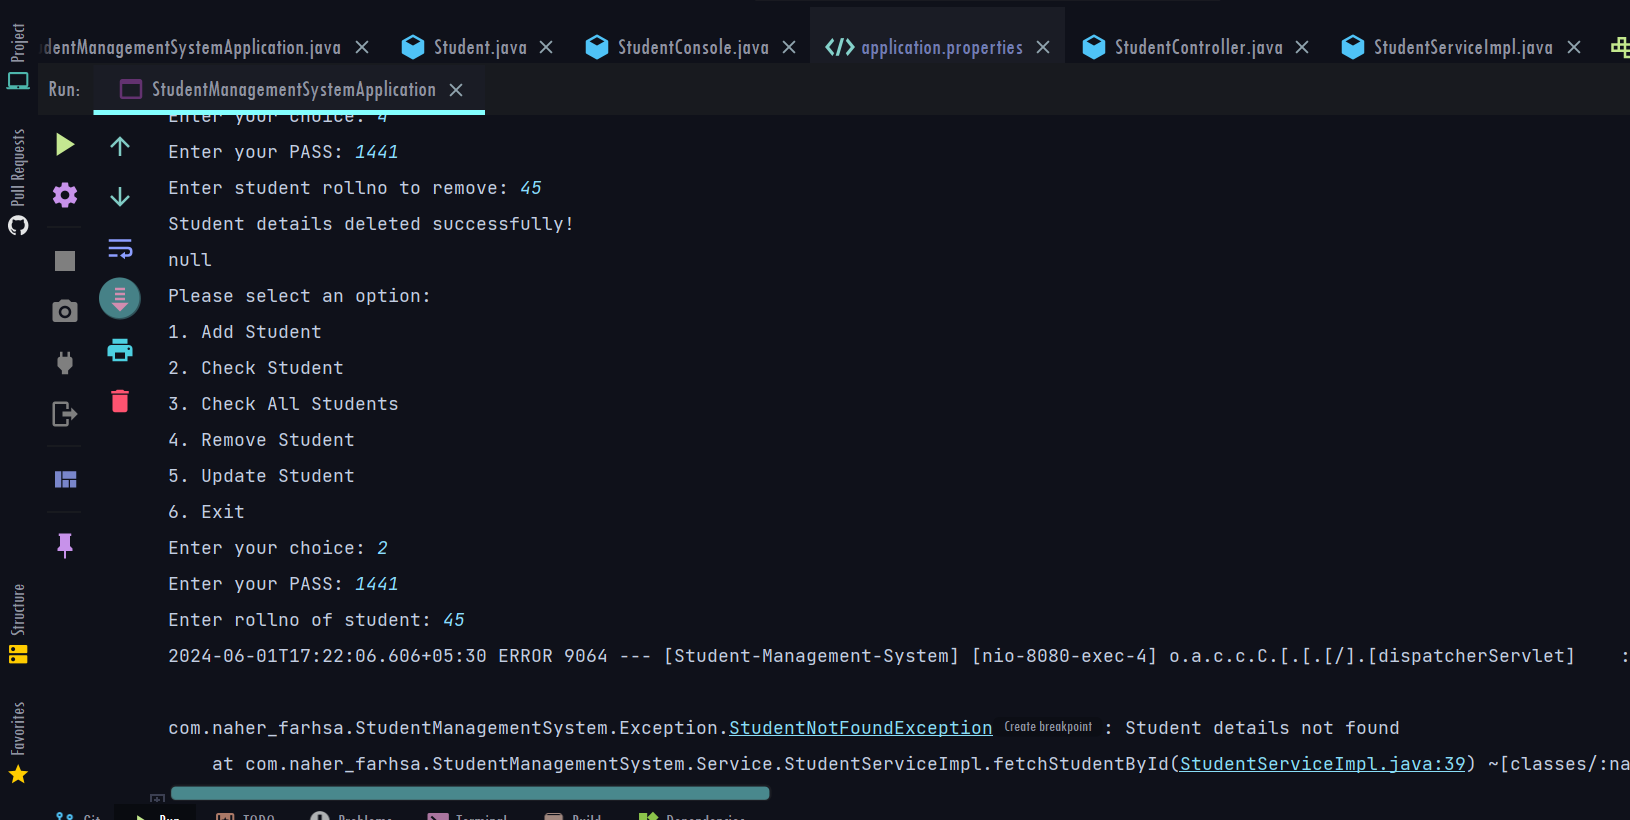 Project
Pull Requests
Structure
Favorites
dentManagementSystemApplication.java
Student.java
StudentConsole.java
application.properties
StudentController.java
StudentServiceImpl.java
Run:
StudentManagementSystemApplication
Enter your choice: 4
Enter your PASS: 1441
Enter student rollno to remove: 45
Student details deleted successfully!
null
Please select an option:
1. Add Student
2. Check Student
3. Check All Students
4. Remove Student
5. Update Student
6. Exit
Enter your choice: 2
Enter your PASS: 1441
Enter rollno of student: 45
2024-06-01T17:22:06.606+05:30 ERROR 9064 --- [Student-Management-System] [nio-8080-exec-4] o.a.c.c.C.[.[.[/].[dispatcherServlet] :
com.naher_farhsa.StudentManagementSystem.Exception.StudentNotFoundException Create breakpoint : Student details not found
at com.naher_farhsa.StudentManagementSystem.Service.StudentServiceImpl.fetchStudentById(StudentServiceImpl.java:39) ~[classes/:na
Git
Run
TODO
Problems
Terminal
Build
Dependencies